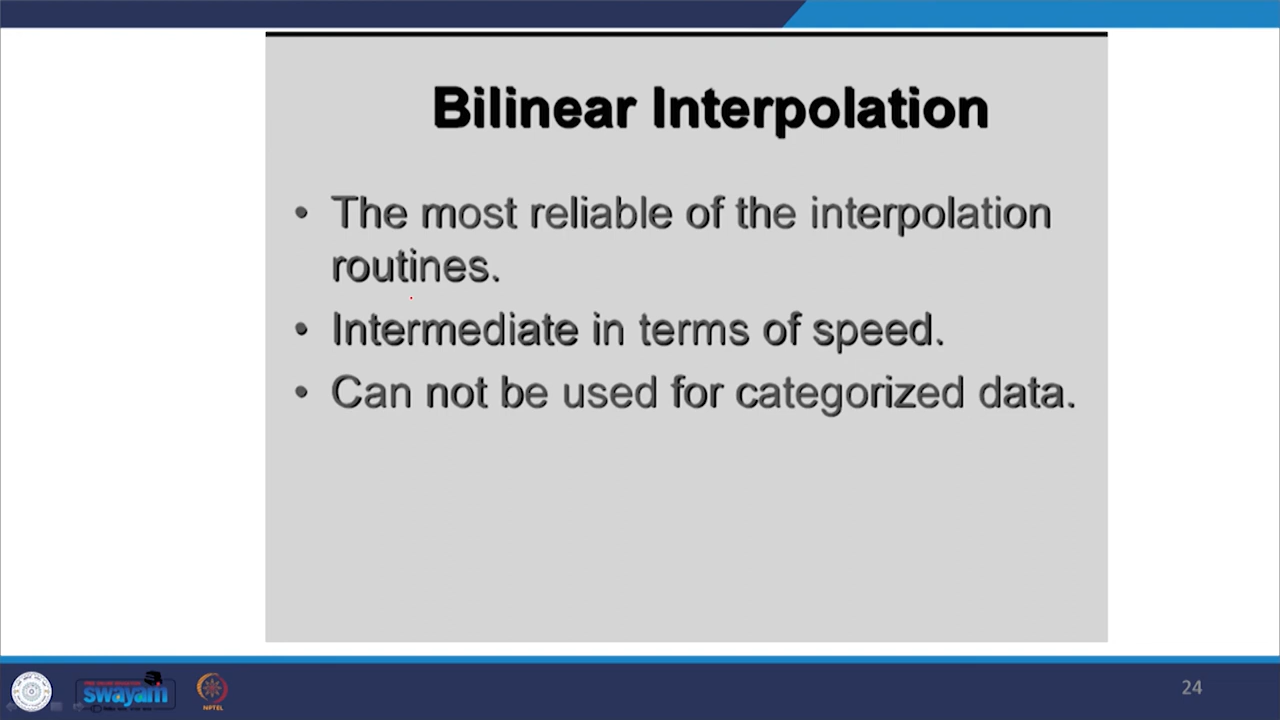 Bilinear Interpolation
• The most reliable of the interpolation
routines.
• Intermediate in terms of speed.
• Can not be used for categorized data.
swayam
NPTEL
24